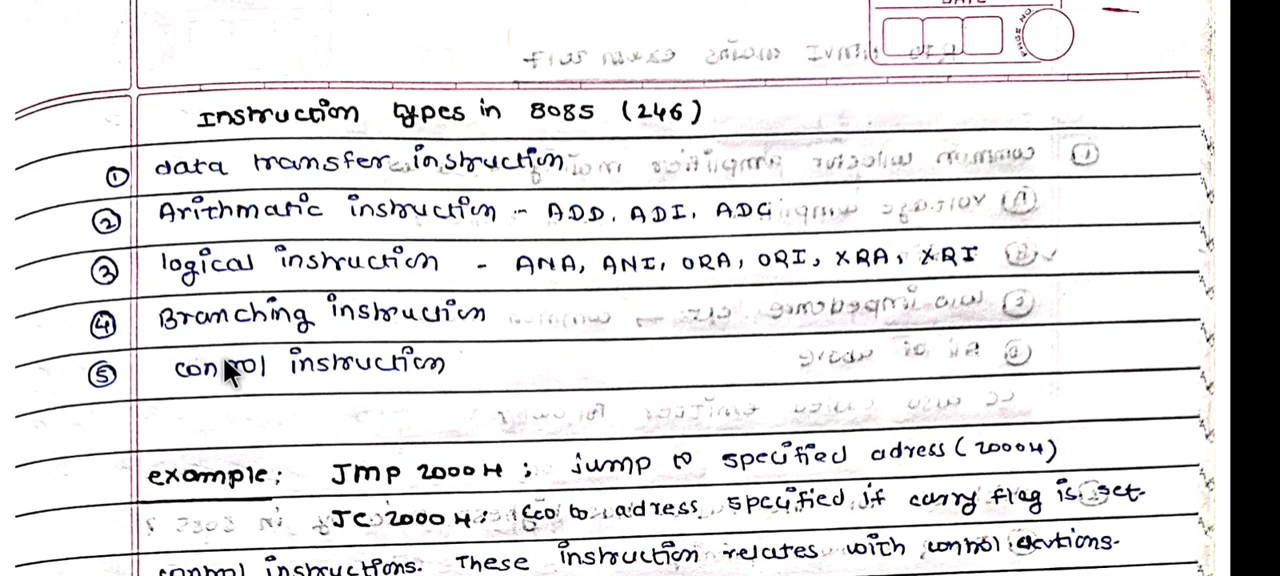 PAGE NO
Instruction types in 8085 (246)
① data transfer instruction
② Arithmatic instruction - ADD, ADI, ADC
③ logical instruction - ANA, ANI, ORA, ORI, XRA, XRI
④ Branching instruction
⑤ control instruction
example: JMP 2000H ; jump to specified adress (2000H)
JC 2000H: Go to adress specified if carry flag is set.
control instructions. These instruction relates with control